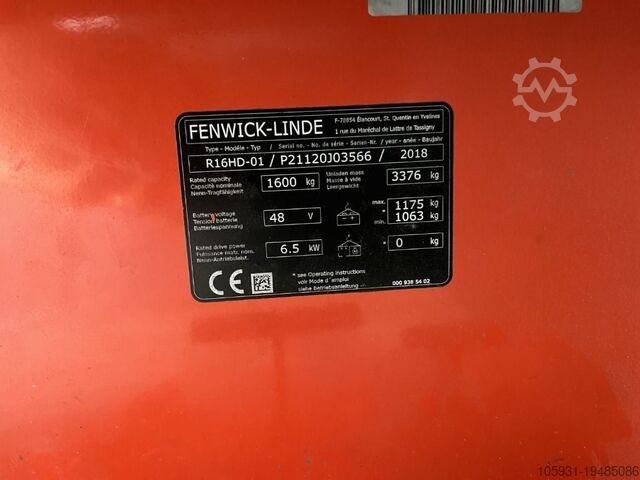 FENWICK-LINDE
F-78854 Élancourt, St. Quentin en Yvelines
1 rue du Maréchal de Lattre de Tassigny
Type - Modèle - Typ / Serial no. - No. de série - Serien-Nr. / year - année - Baujahr
R16HD-01 / P21120J03566 / 2018
Rated capacity
Capacité nominale
Nenn-Tragfähigkeit
1600 kg
Unladen mass
Masse à vide
Leergewicht
3376 kg
Battery voltage
Tension batterie
Batteriespannung
48 V
max. 1175 kg
* min. 1063 kg
Rated drive power
Puissance mots. nom.
Nenn-Antriebsleist.
6.5 kW
* 0 kg
CE
* see Operating instructions
voir Mode d´emploi
siehe Betriebsanleitung
000 938 54 02
105931-19485086